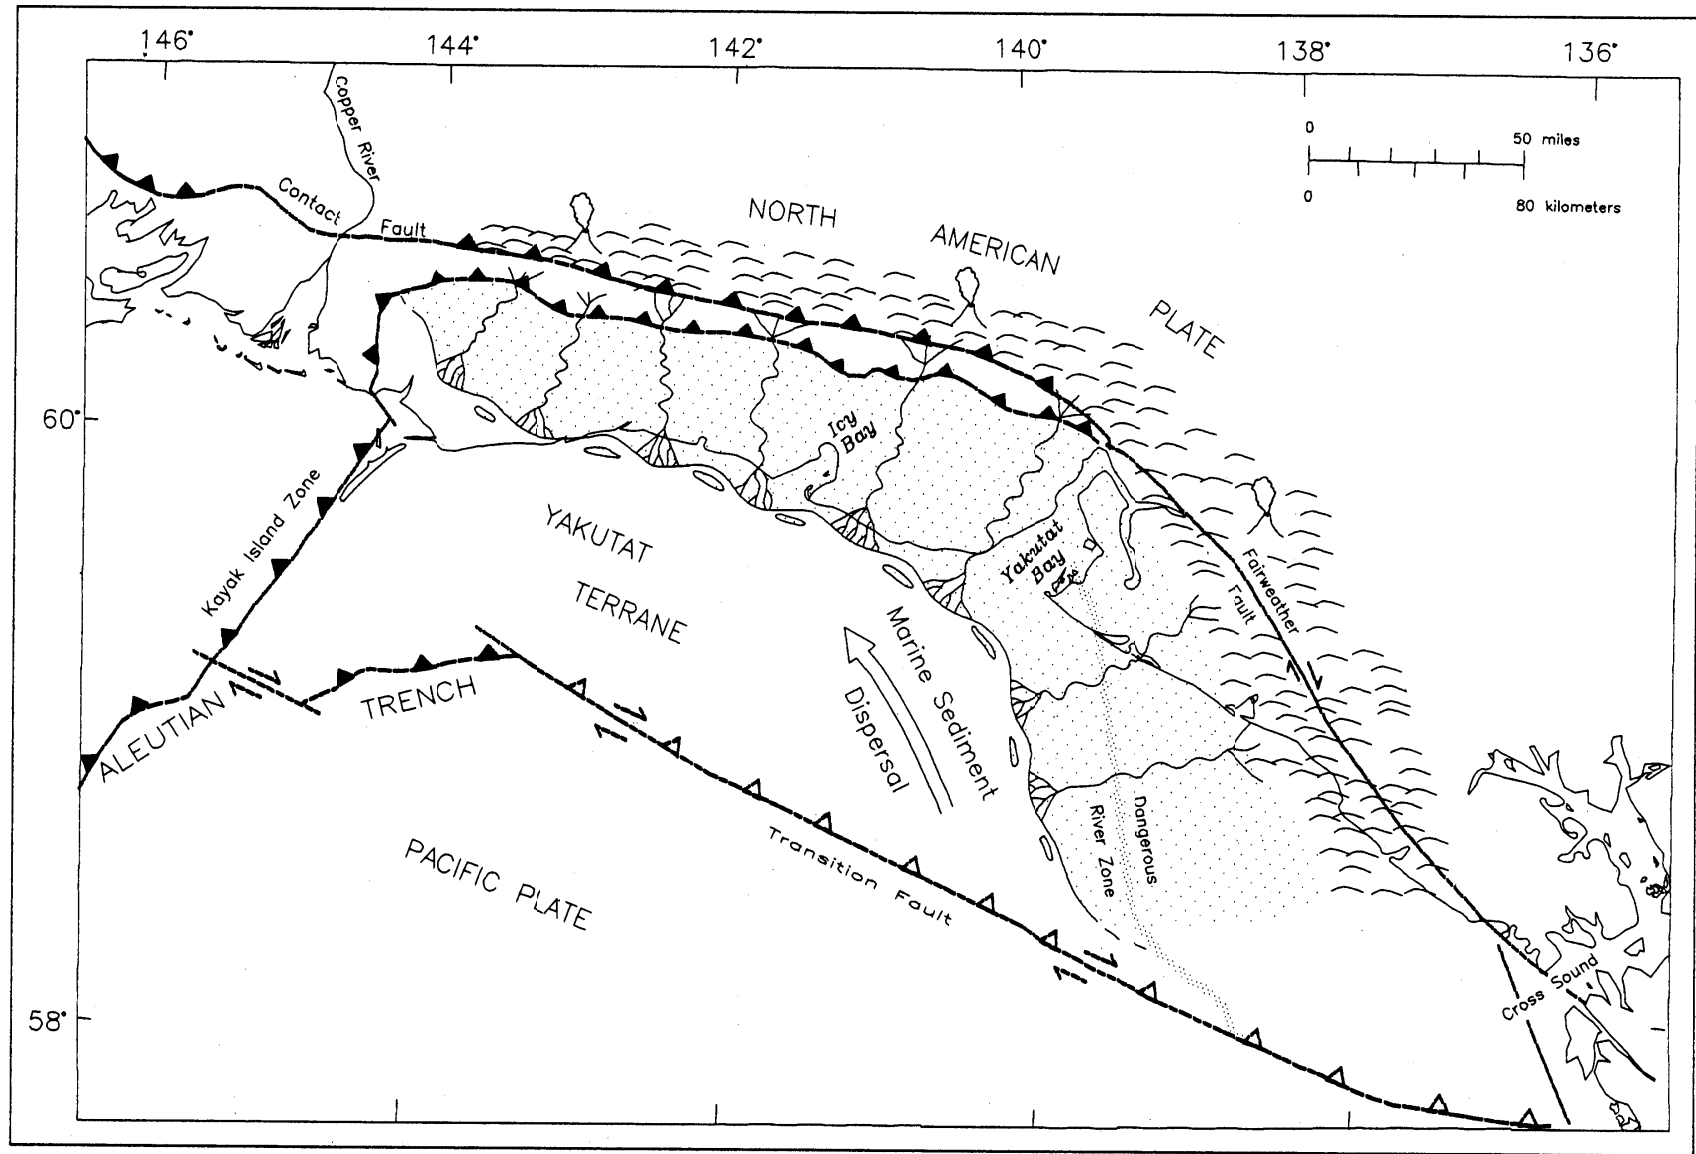 146°
144°
142°
140°
138°
136°
Copper River
0
50 miles
0
80 kilometers
Contact
Fault
NORTH
AMERICAN
PLATE
60°
Icy
Bay
Kayak Island Zone
YAKUTAT
TERRANE
Yakutat
Bay
Fairweather
Fault
Marine Sediment
Dispersal
ALEUTIAN
TRENCH
Dangerous
River Zone
Transition Fault
PACIFIC PLATE
Cross Sound
58°